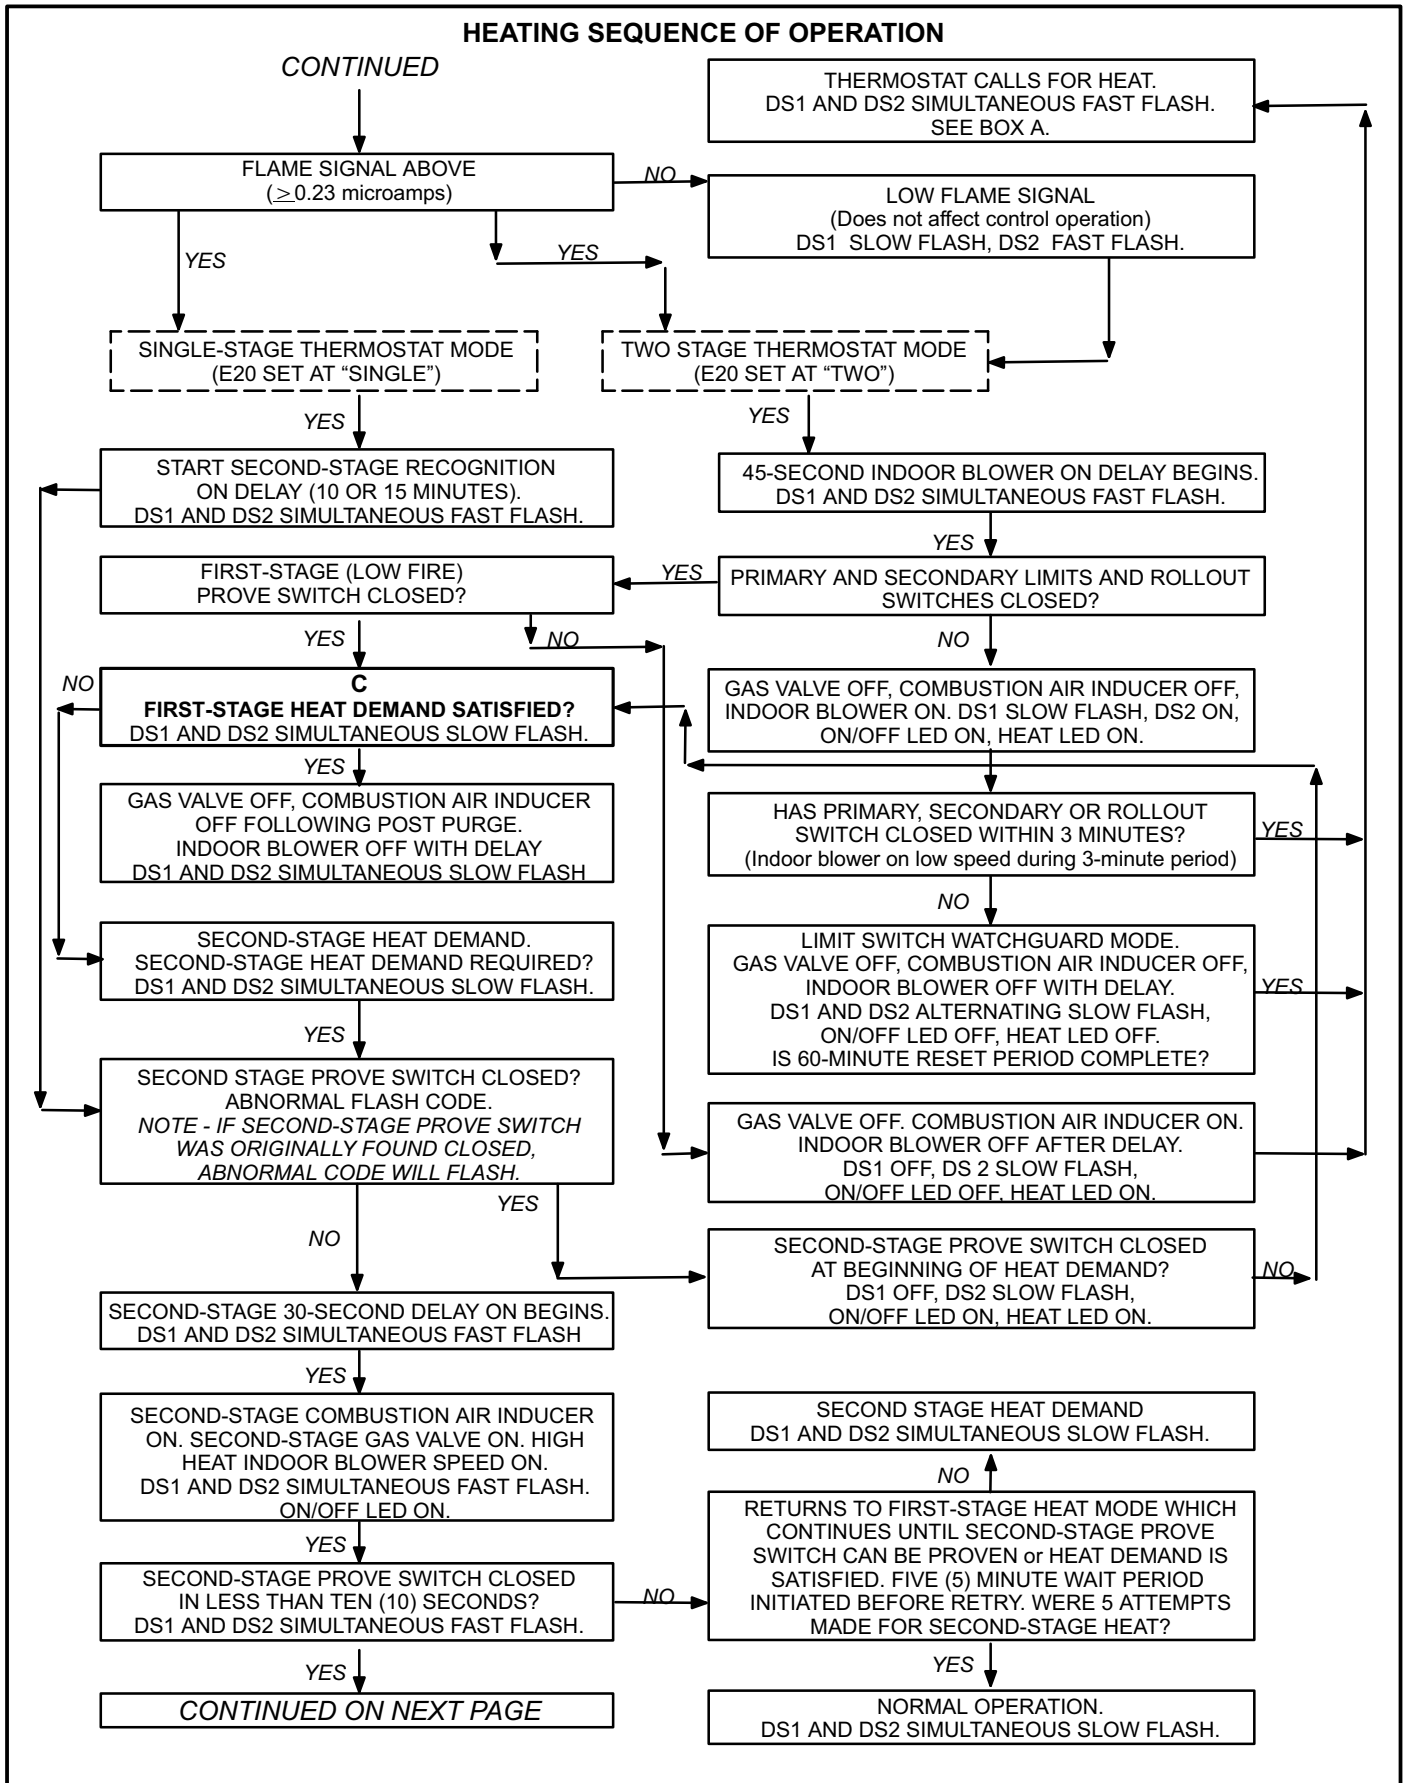 HEATING SEQUENCE OF OPERATION
CONTINUED
THERMOSTAT CALLS FOR HEAT.
DS1 AND DS2 SIMULTANEOUS FAST FLASH.
SEE BOX A.
FLAME SIGNAL ABOVE
(≥0.23 microamps)
NO
LOW FLAME SIGNAL
(Does not affect control operation)
DS1 SLOW FLASH, DS2 FAST FLASH.
YES
YES
SINGLE-STAGE THERMOSTAT MODE
(E20 SET AT “SINGLE”)
TWO STAGE THERMOSTAT MODE
(E20 SET AT “TWO”)
YES
YES
START SECOND-STAGE RECOGNITION
ON DELAY (10 OR 15 MINUTES).
DS1 AND DS2 SIMULTANEOUS FAST FLASH.
45-SECOND INDOOR BLOWER ON DELAY BEGINS.
DS1 AND DS2 SIMULTANEOUS FAST FLASH.
YES
FIRST-STAGE (LOW FIRE)
PROVE SWITCH CLOSED?
YES
PRIMARY AND SECONDARY LIMITS AND ROLLOUT
SWITCHES CLOSED?
YES
NO
NO
NO
C
FIRST-STAGE HEAT DEMAND SATISFIED?
DS1 AND DS2 SIMULTANEOUS SLOW FLASH.
GAS VALVE OFF, COMBUSTION AIR INDUCER OFF,
INDOOR BLOWER ON. DS1 SLOW FLASH, DS2 ON,
ON/OFF LED ON, HEAT LED ON.
YES
GAS VALVE OFF, COMBUSTION AIR INDUCER
OFF FOLLOWING POST PURGE.
INDOOR BLOWER OFF WITH DELAY
DS1 AND DS2 SIMULTANEOUS SLOW FLASH
HAS PRIMARY, SECONDARY OR ROLLOUT
SWITCH CLOSED WITHIN 3 MINUTES?
(Indoor blower on low speed during 3-minute period)
YES
NO
SECOND-STAGE HEAT DEMAND.
SECOND-STAGE HEAT DEMAND REQUIRED?
DS1 AND DS2 SIMULTANEOUS SLOW FLASH.
LIMIT SWITCH WATCHGUARD MODE.
GAS VALVE OFF, COMBUSTION AIR INDUCER OFF,
INDOOR BLOWER OFF WITH DELAY.
DS1 AND DS2 ALTERNATING SLOW FLASH,
ON/OFF LED OFF, HEAT LED OFF.
IS 60-MINUTE RESET PERIOD COMPLETE?
YES
YES
SECOND STAGE PROVE SWITCH CLOSED?
ABNORMAL FLASH CODE.
NOTE - IF SECOND-STAGE PROVE SWITCH
WAS ORIGINALLY FOUND CLOSED,
ABNORMAL CODE WILL FLASH.
GAS VALVE OFF. COMBUSTION AIR INDUCER ON.
INDOOR BLOWER OFF AFTER DELAY.
DS1 OFF, DS 2 SLOW FLASH,
ON/OFF LED OFF, HEAT LED ON.
YES
NO
SECOND-STAGE PROVE SWITCH CLOSED
AT BEGINNING OF HEAT DEMAND?
DS1 OFF, DS2 SLOW FLASH,
ON/OFF LED ON, HEAT LED ON.
NO
SECOND-STAGE 30-SECOND DELAY ON BEGINS.
DS1 AND DS2 SIMULTANEOUS FAST FLASH
YES
SECOND-STAGE COMBUSTION AIR INDUCER
ON. SECOND-STAGE GAS VALVE ON. HIGH
HEAT INDOOR BLOWER SPEED ON.
DS1 AND DS2 SIMULTANEOUS FAST FLASH.
ON/OFF LED ON.
SECOND STAGE HEAT DEMAND
DS1 AND DS2 SIMULTANEOUS SLOW FLASH.
NO
YES
RETURNS TO FIRST-STAGE HEAT MODE WHICH
CONTINUES UNTIL SECOND-STAGE PROVE
SWITCH CAN BE PROVEN or HEAT DEMAND IS
SATISFIED. FIVE (5) MINUTE WAIT PERIOD
INITIATED BEFORE RETRY. WERE 5 ATTEMPTS
MADE FOR SECOND-STAGE HEAT?
SECOND-STAGE PROVE SWITCH CLOSED
IN LESS THAN TEN (10) SECONDS?
DS1 AND DS2 SIMULTANEOUS FAST FLASH.
NO
YES
YES
CONTINUED ON NEXT PAGE
NORMAL OPERATION.
DS1 AND DS2 SIMULTANEOUS SLOW FLASH.